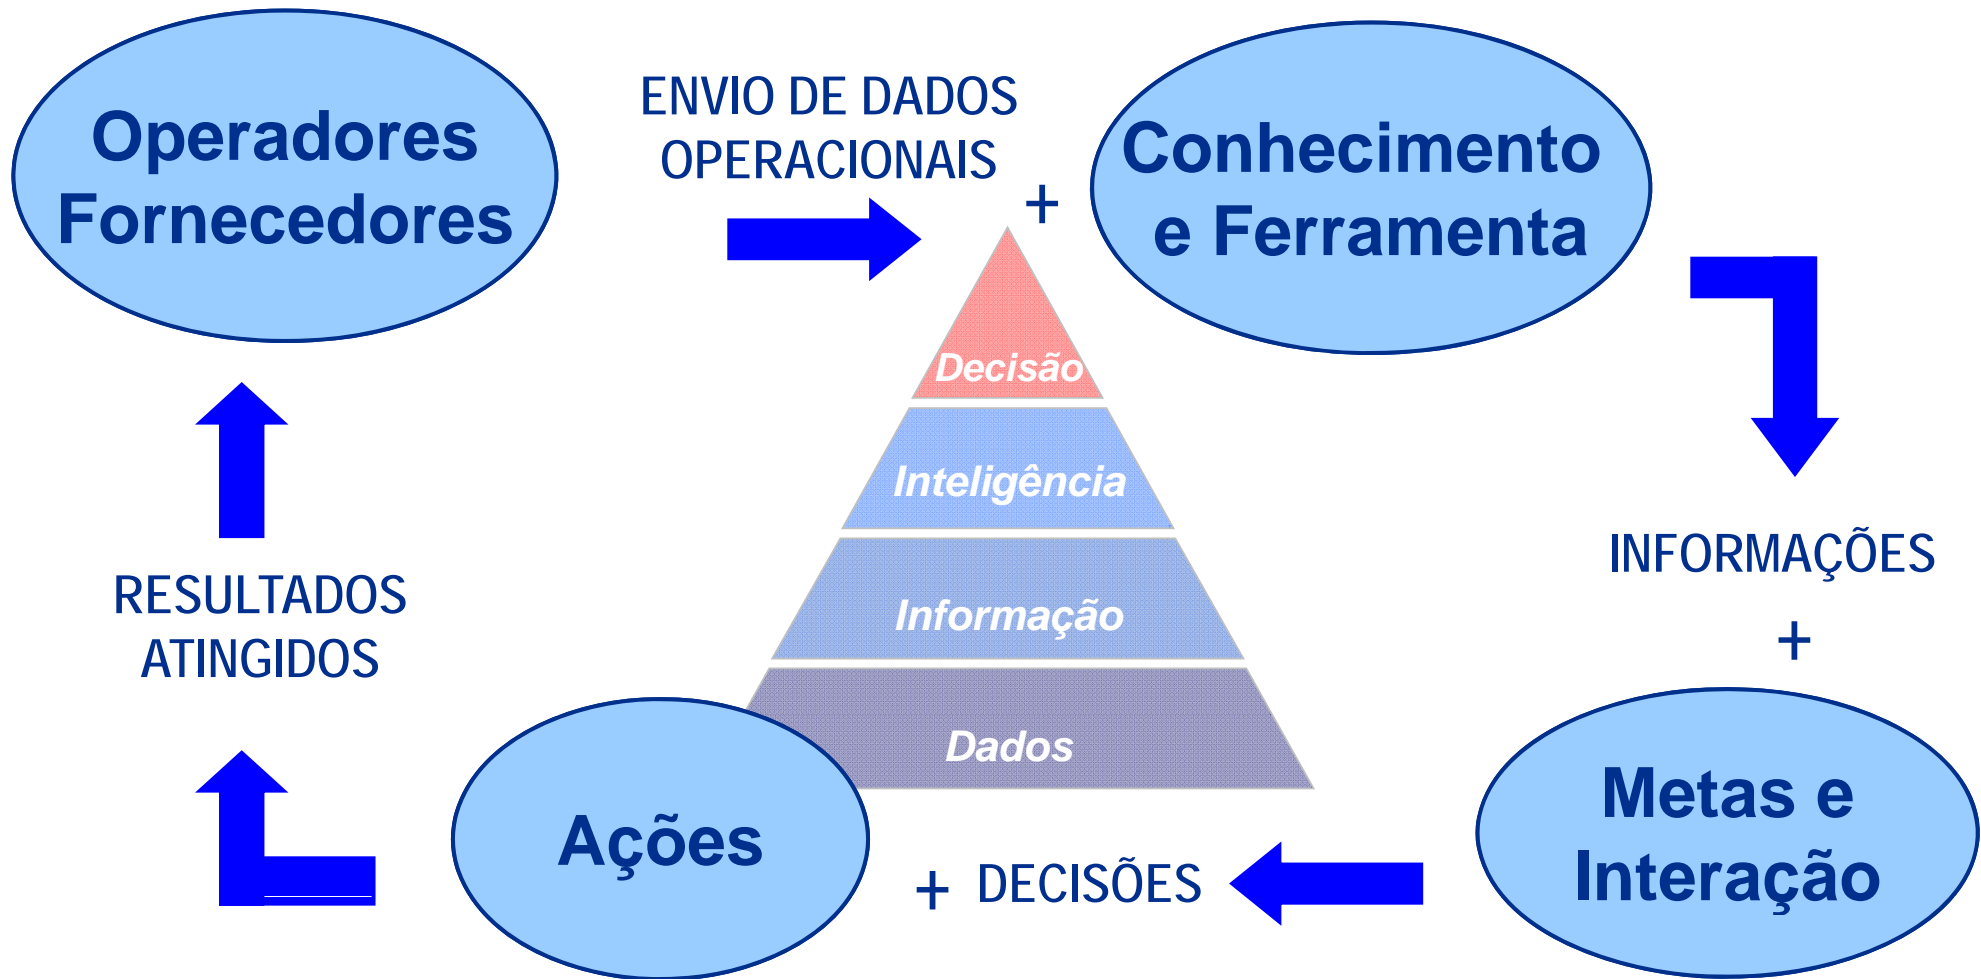 Operadores
Fornecedores
ENVIO DE DADOS
OPERACIONAIS
+
Conhecimento
e Ferramenta
Decisão
Inteligência
Informação
Dados
INFORMAÇÕES
+
Metas e
Interação
+ DECISÕES
Ações
RESULTADOS
ATINGIDOS